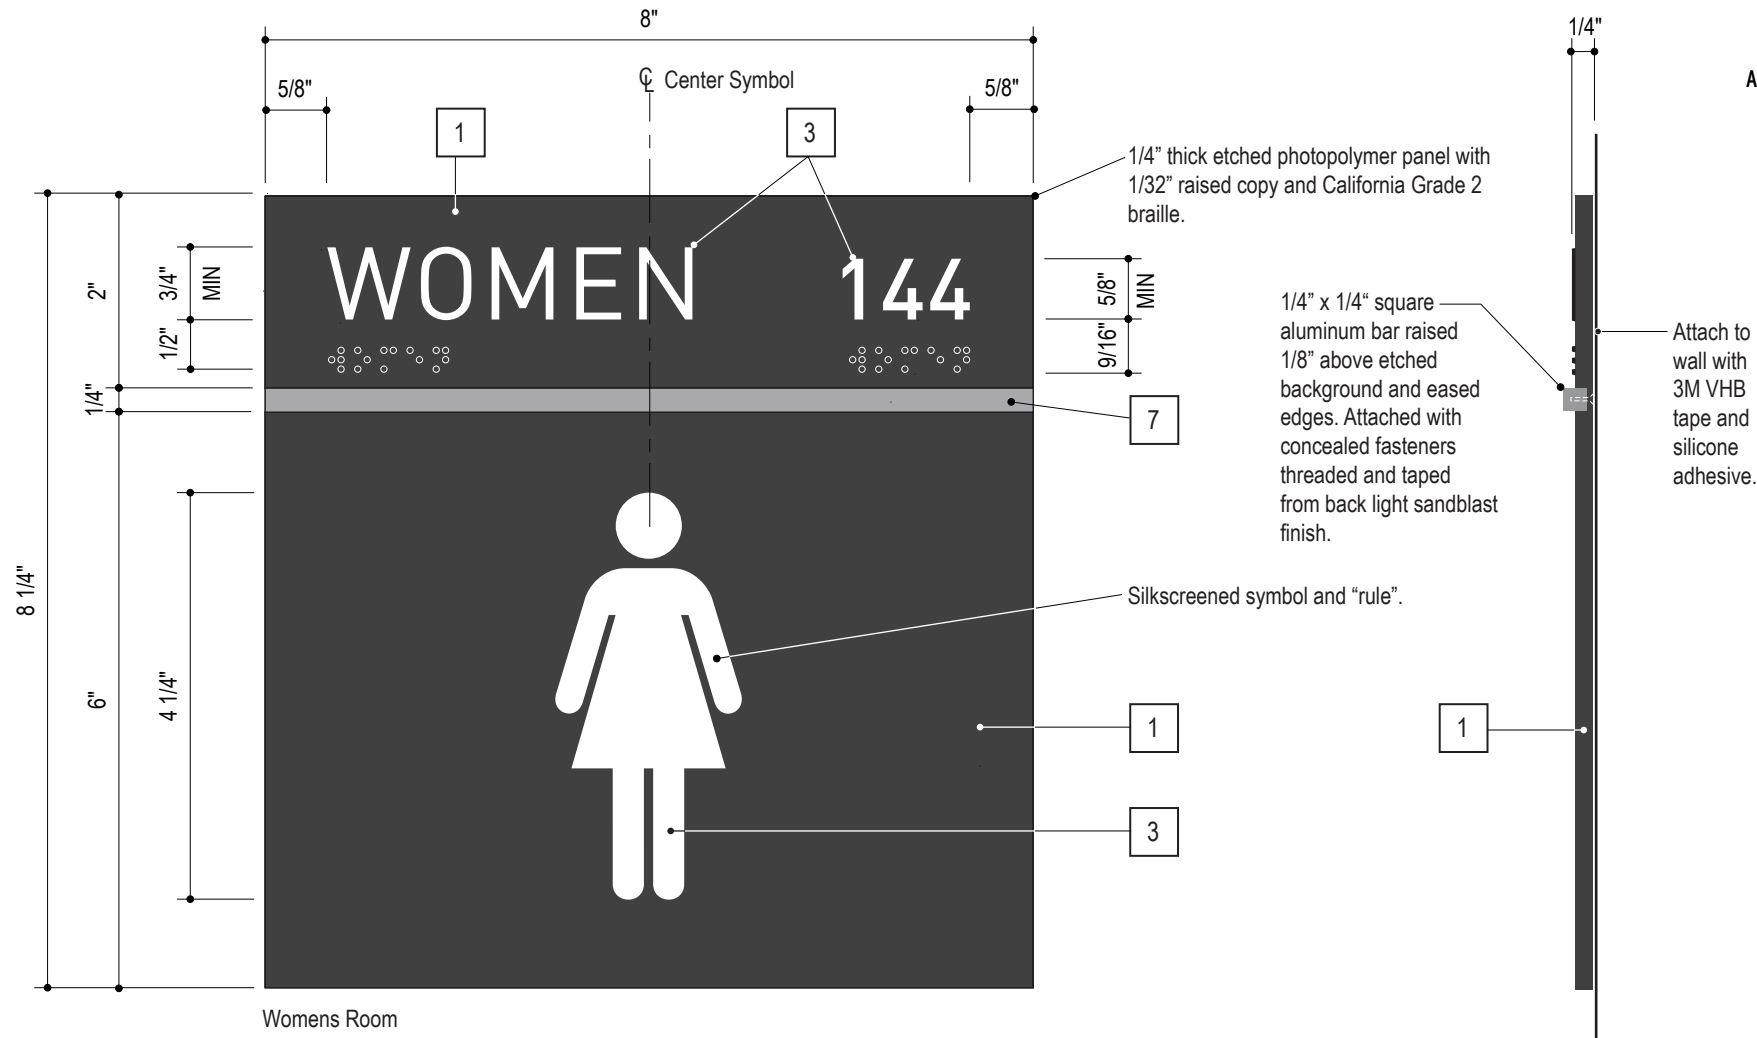 8"
1/4"
A
℄ Center Symbol
5/8"
5/8"
1
3
1/4” thick etched photopolymer panel with
1/32” raised copy and California Grade 2
braille.
WOMEN 144
2"
3/4"
MIN
1/2"
1/4"
5/8"
MIN
9/16"
7
1/4” x 1/4“ square
aluminum bar raised
1/8” above etched
background and eased
edges. Attached with
concealed fasteners
threaded and taped
from back light sandblast
finish.
Attach to
wall with
3M VHB
tape and
silicone
adhesive.
8 1/4"
6"
4 1/4"
Silkscreened symbol and “rule”.
1
1
3
Womens Room